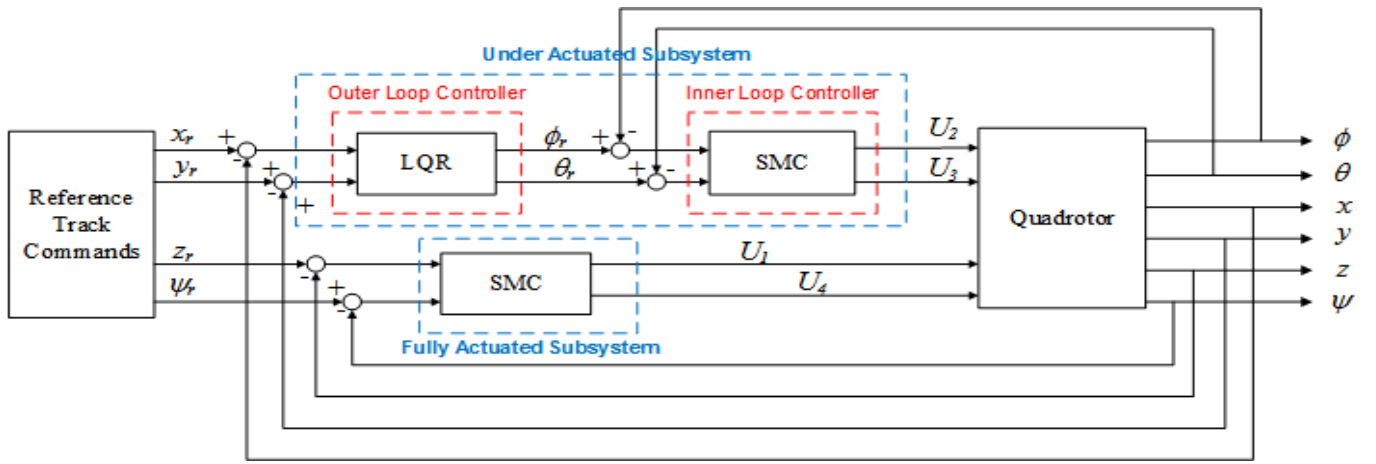 Under Actuated Subsystem
Outer Loop Controller
Inner Loop Controller
Reference
Track
Commands
xᵣ
yᵣ
zᵣ
ψᵣ
+
-
+
-
+
LQR
ϕᵣ
θᵣ
+
-
+
-
SMC
U₂
U₃
-
+
-
SMC
U₁
U₄
Fully Actuated Subsystem
Quadrotor
ϕ
θ
x
y
z
ψ